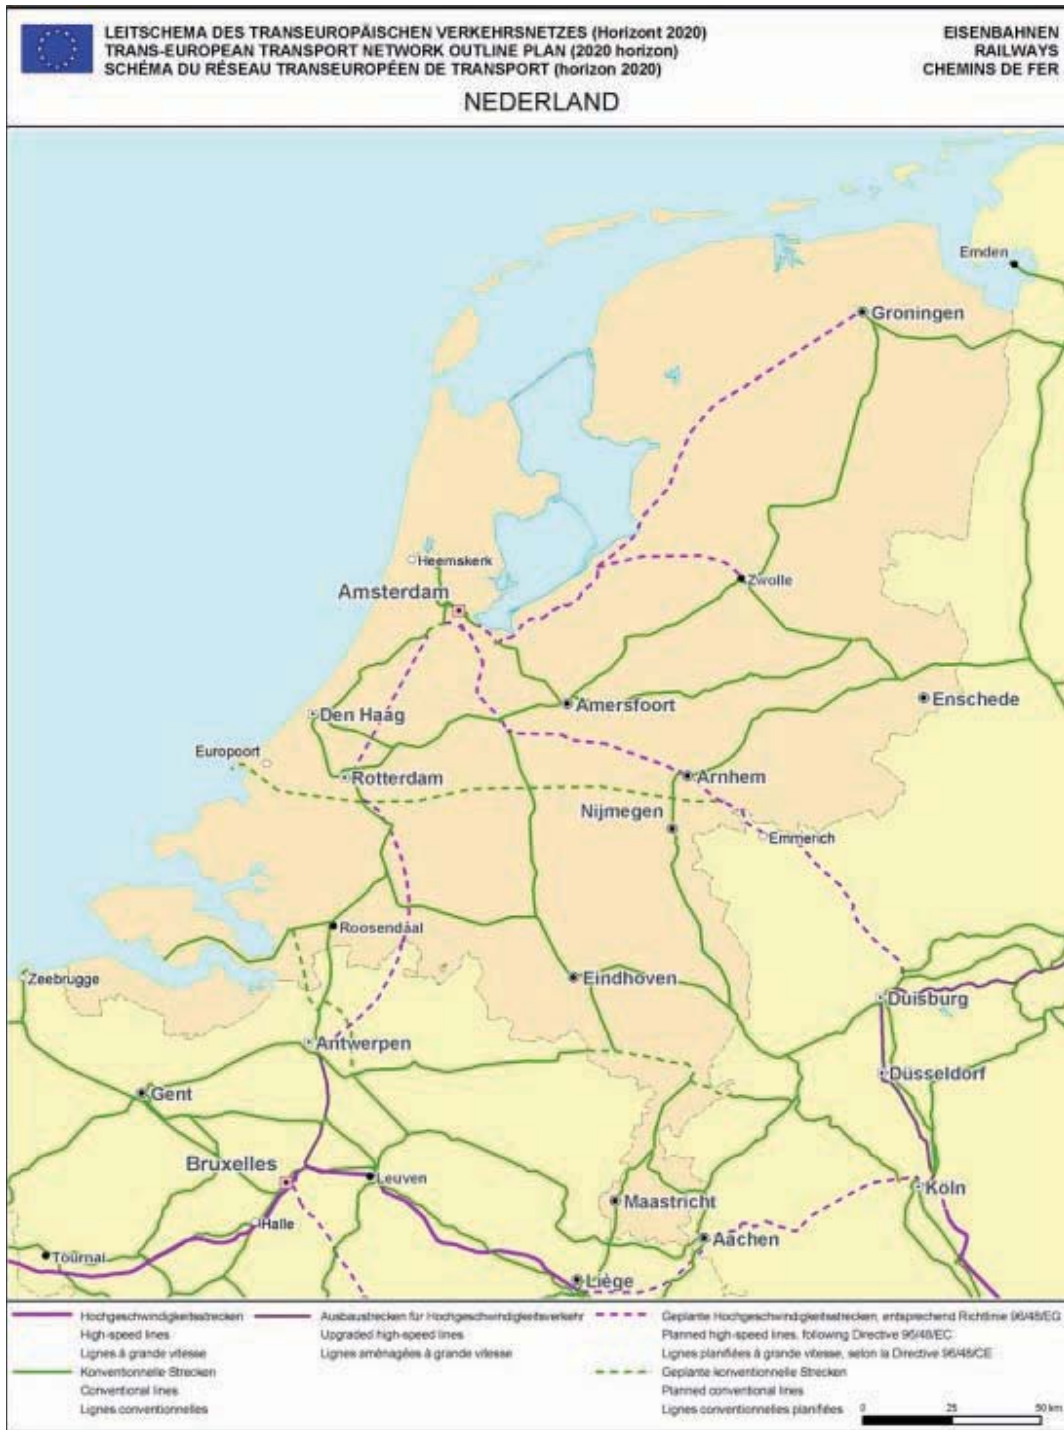 LEITSCHEMA DES TRANSEUROPÄISCHEN VERKEHRSNETZES (Horizont 2020)
TRANS-EUROPEAN TRANSPORT NETWORK OUTLINE PLAN (2020 horizon)
SCHÉMA DU RÉSEAU TRANSEUROPÉEN DE TRANSPORT (horizon 2020)
EISENBAHNEN
RAILWAYS
CHEMINS DE FER
NEDERLAND
Emden
Groningen
Heemskerk
Zwolle
Amsterdam
Enschede
Amersfoort
Den Haag
Europoort
Rotterdam
Arnhem
Nijmegen
Emmerich
Roosendaal
Zeebrugge
Eindhoven
Duisburg
Antwerpen
Düsseldorf
Gent
Bruxelles
Leuven
Köln
Maastricht
Halle
Aachen
Tournai
Liège
Hochgeschwindigkeitsstrecken
High-speed lines
Lignes à grande vitesse
Konventionnelle Strecken
Conventional lines
Lignes conventionnelles
Ausbaustrecken für Hochgeschwindigkeitsverkehr
Upgraded high-speed lines
Lignes aménagées à grande vitesse
Geplante Hochgeschwindigkeitsstrecken, entsprechend Richtlinie 96/48/EG
Planned high-speed lines, following Directive 96/48/EC
Lignes planifiées à grande vitesse, selon la Directive 96/48/CE
Geplante konventionelle Strecken
Planned conventional lines
Lignes conventionnelles planifiées
0 25 50 km